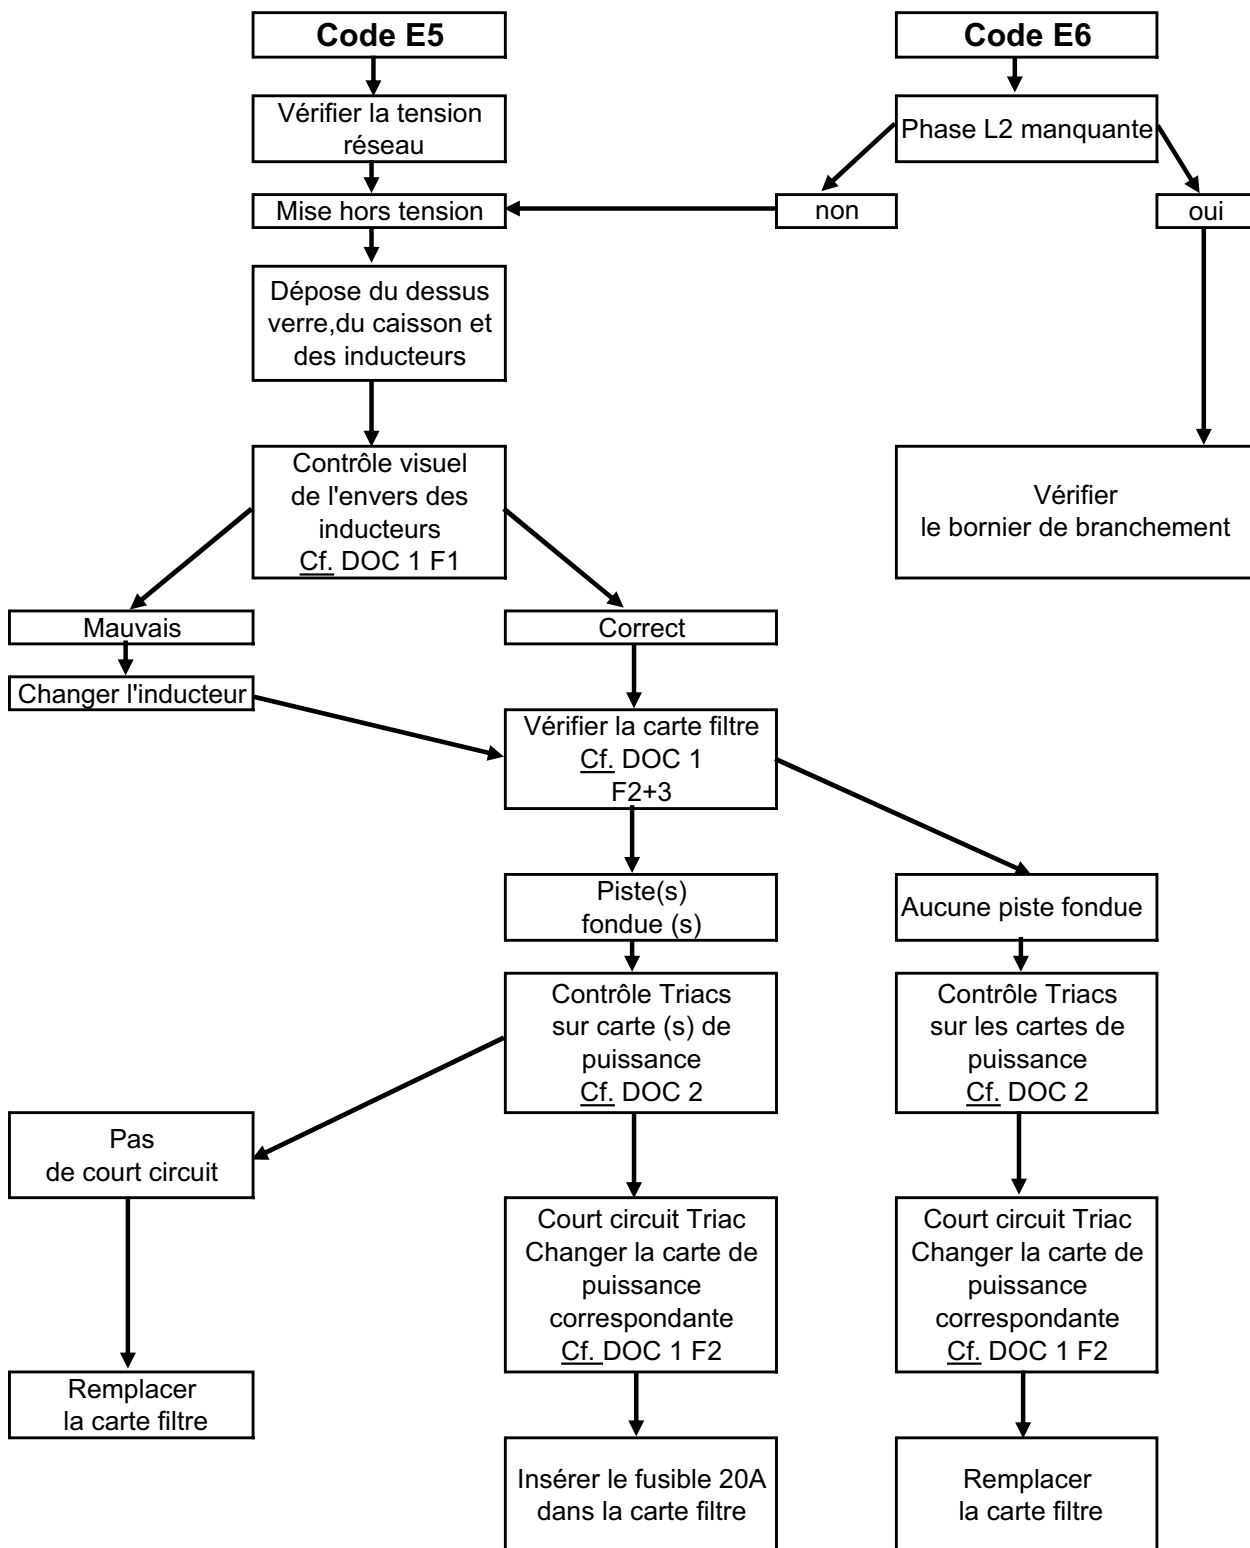 Code E5
Code E6
Vérifier la tension
réseau
Phase L2 manquante
Mise hors tension
non
oui
Dépose du dessus
verre,du caisson et
des inducteurs
Contrôle visuel
de l'envers des
inducteurs
Cf. DOC 1 F1
Vérifier
le bornier de branchement
Mauvais
Correct
Changer l'inducteur
Vérifier la carte filtre
Cf. DOC 1
F2+3
Piste(s)
fondue (s)
Aucune piste fondue
Contrôle Triacs
sur carte (s) de
puissance
Cf. DOC 2
Contrôle Triacs
sur les cartes de
puissance
Cf. DOC 2
Pas
de court circuit
Court circuit Triac
Changer la carte de
puissance
correspondante
Cf. DOC 1 F2
Court circuit Triac
Changer la carte de
puissance
correspondante
Cf. DOC 1 F2
Remplacer
la carte filtre
Insérer le fusible 20A
dans la carte filtre
Remplacer
la carte filtre